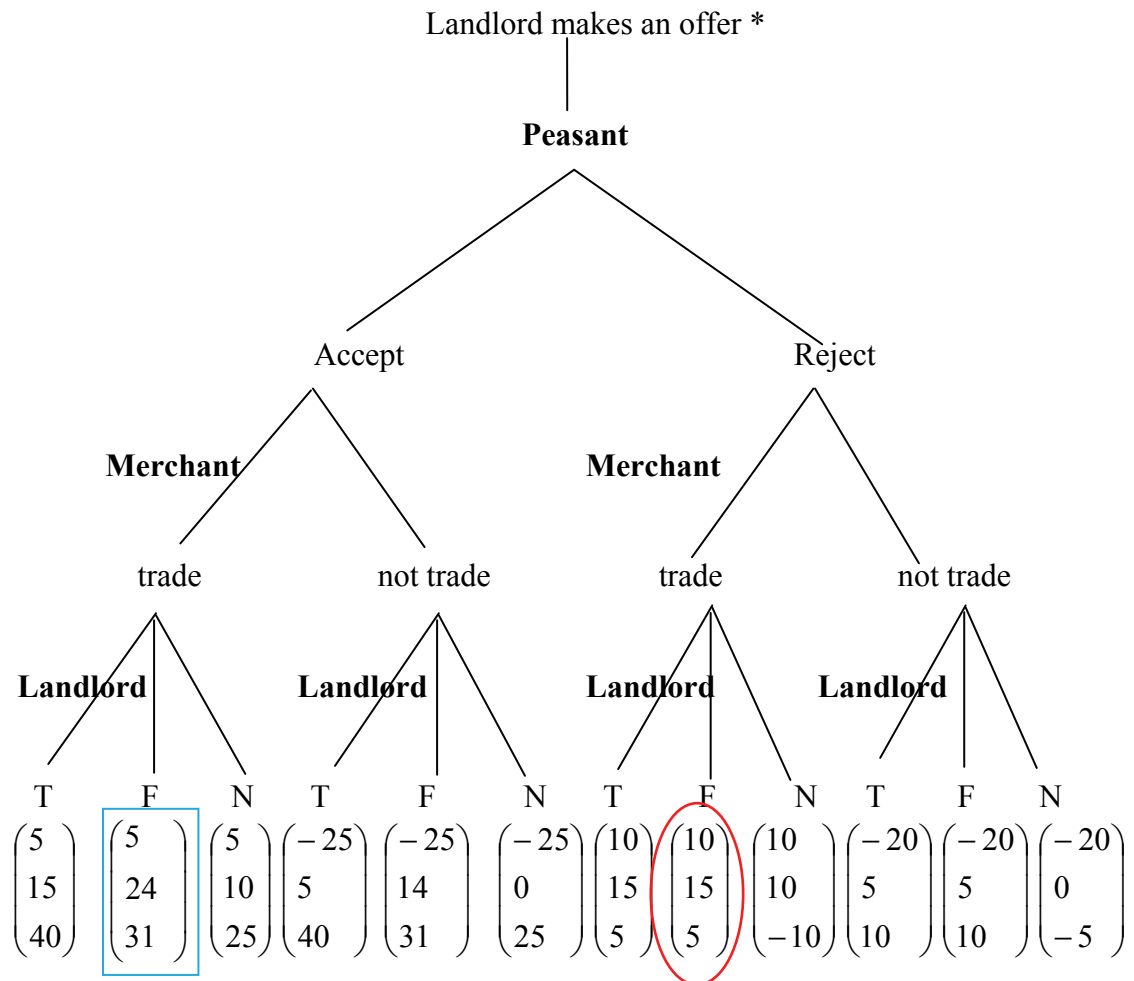 Landlord makes an offer *
Peasant
Accept Reject
Merchant Merchant
trade not trade trade not trade
Landlord Landlord Landlord Landlord
T F N T F N T F N T F N
5 5 5 −25 −25 −25 10 10 10 −20 −20 −20
15 24 10 5 14 0 15 15 10 5 5 0
40 31 25 40 31 25 5 5 −10 10 10 −5